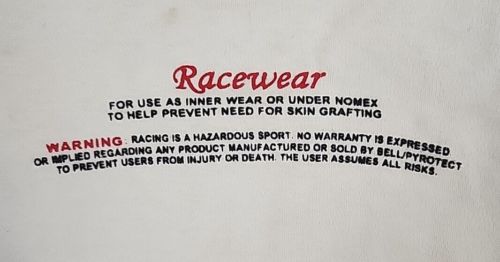 Racewear
FOR USE AS INNER WEAR OR UNDER NOMEX
TO HELP PREVENT NEED FOR SKIN GRAFTING
WARNING: RACING IS A HAZARDOUS SPORT. NO WARRANTY IS EXPRESSED
OR IMPLIED REGARDING ANY PRODUCT MANUFACTURED OR SOLD BY BELL/PYROTECT
TO PREVENT USERS FROM INJURY OR DEATH. THE USER ASSUMES ALL RISKS.